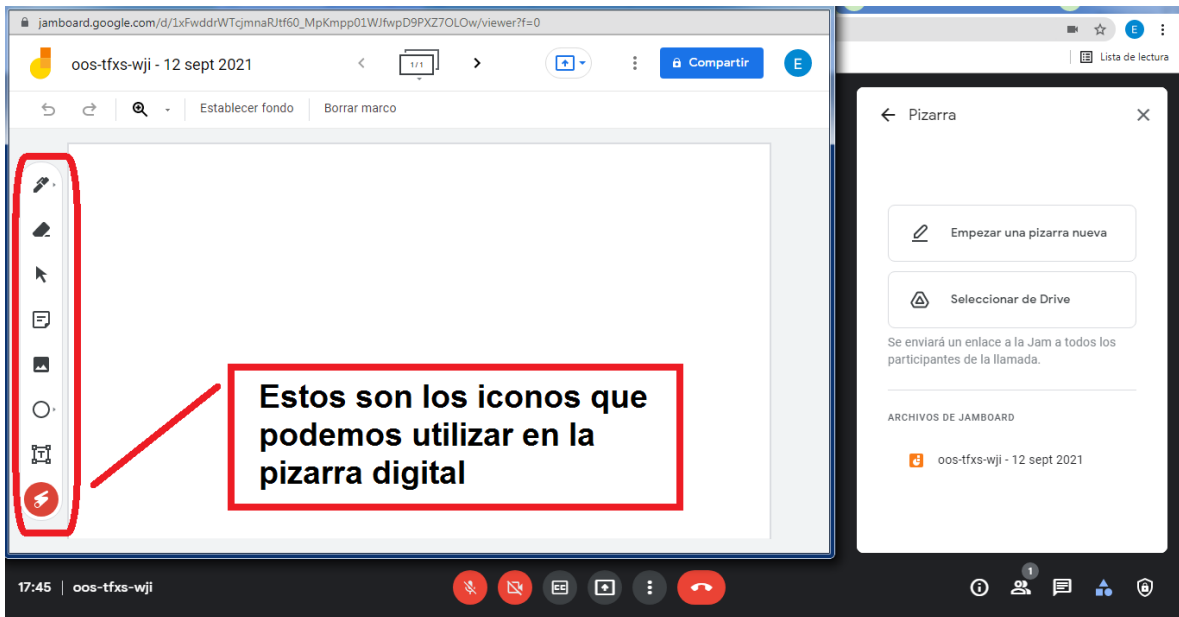 jamboard.google.com/d/1xFwddrWTcjmnaRJtf60_MpKmpp01WJfwpD9PXZ7OLOw/viewer?f=0
E
Lista de lectura
oos-tfxs-wji - 12 sept 2021
1/1
Compartir
E
Establecer fondo
Borrar marco
Pizarra
Empezar una pizarra nueva
Seleccionar de Drive
Se enviará un enlace a la Jam a todos los
participantes de la llamada.
ARCHIVOS DE JAMBOARD
oos-tfxs-wji - 12 sept 2021
T
Estos son los iconos que
podemos utilizar en la
pizarra digital
17:45 | oos-tfxs-wji
CC
1